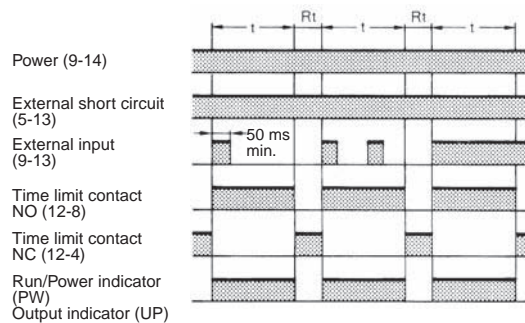 Rt Rt
t t t
Power (9-14)
External short circuit
(5-13)
External input
(9-13)
50 ms
min.
Time limit contact
NO (12-8)
Time limit contact
NC (12-4)
Run/Power indicator
(PW)
Output indicator (UP)